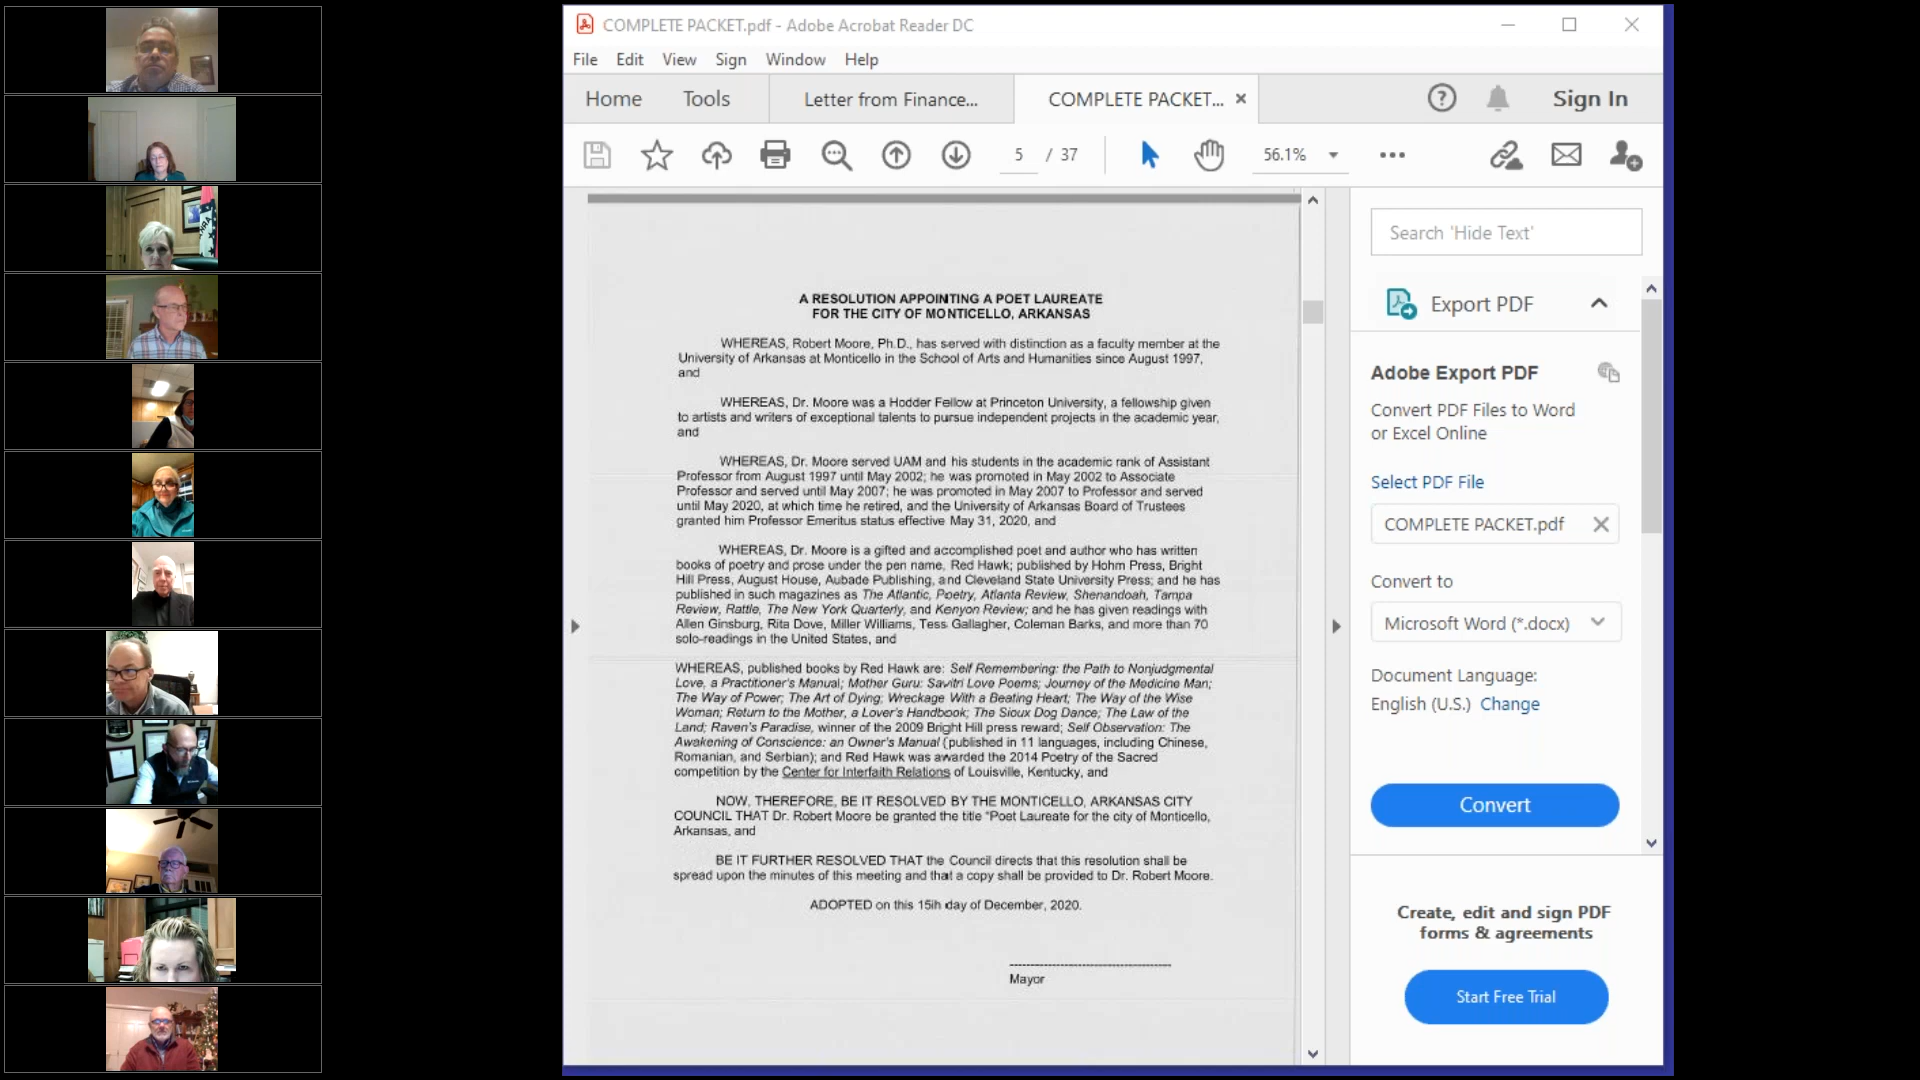 COMPLETE PACKET.pdf - Adobe Acrobat Reader DC
File Edit View Sign Window Help
Home Tools Letter from Finance... COMPLETE PACKET... Sign In
5 / 37 56.1%
A RESOLUTION APPOINTING A POET LAUREATE
FOR THE CITY OF MONTICELLO, ARKANSAS
WHEREAS, Robert Moore, Ph.D., has served with distinction as a faculty member at the
University of Arkansas at Monticello in the School of Arts and Humanities since August 1997,
and
WHEREAS, Dr. Moore was a Hodder Fellow at Princeton University, a fellowship given
to artists and writers of exceptional talents to pursue independent projects in the academic year,
and
WHEREAS, Dr. Moore served UAM and his students in the academic rank of Assistant
Professor from August 1997 until May 2002; he was promoted in May 2002 to Associate
Professor and served until May 2007; he was promoted in May 2007 to Professor and served
until May 2020, at which time he retired, and the University of Arkansas Board of Trustees
granted him Professor Emeritus status effective May 31, 2020, and
WHEREAS, Dr. Moore is a gifted and accomplished poet and author who has written
books of poetry and prose under the pen name, Red Hawk; published by Hohm Press, Bright
Hill Press, August House, Aubade Publishing, and Cleveland State University Press; and he has
published in such magazines as The Atlantic, Poetry, Atlanta Review, Shenandoah, Tampa
Review, Rattle, The New York Quarterly, and Kenyon Review; and he has given readings with
Allen Ginsburg, Rita Dove, Miller Williams, Tess Gallagher, Coleman Barks, and more than 70
solo-readings in the United States, and
WHEREAS, published books by Red Hawk are: Self Remembering: the Path to Nonjudgmental
Love, a Practitioner's Manual; Mother Guru: Savitri Love Poems; Journey of the Medicine Man;
The Way of Power; The Art of Dying; Wreckage With a Beating Heart; The Way of the Wise
Woman; Return to the Mother, a Lover's Handbook; The Sioux Dog Dance; The Law of the
Land; Raven's Paradise, winner of the 2009 Bright Hill press reward; Self Observation: The
Awakening of Conscience: an Owner's Manual (published in 11 languages, including Chinese,
Romanian, and Serbian); and Red Hawk was awarded the 2014 Poetry of the Sacred
competition by the Center for Interfaith Relations of Louisville, Kentucky, and
NOW, THEREFORE, BE IT RESOLVED BY THE MONTICELLO, ARKANSAS CITY
COUNCIL THAT Dr. Robert Moore be granted the title "Poet Laureate for the city of Monticello,
Arkansas, and
BE IT FURTHER RESOLVED THAT the Council directs that this resolution shall be
spread upon the minutes of this meeting and that a copy shall be provided to Dr. Robert Moore.
ADOPTED on this 15ih day of December, 2020.
Mayor
Search 'Hide Text'
Export PDF
Adobe Export PDF
Convert PDF Files to Word
or Excel Online
Select PDF File
COMPLETE PACKET.pdf
Convert to
Microsoft Word (*.docx)
Document Language:
English (U.S.) Change
Convert
Create, edit and sign PDF
forms & agreements
Start Free Trial